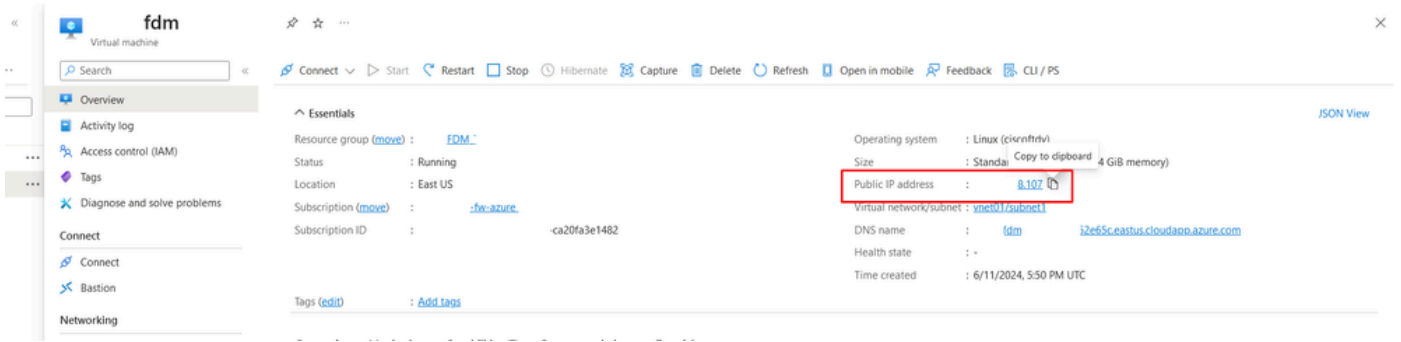 fdm
Virtual machine
Search
Overview
Activity log
Access control (IAM)
Tags
Diagnose and solve problems
Connect
Connect
Bastion
Networking
Connect Start Restart Stop Hibernate Capture Delete Refresh Open in mobile Feedback CLI / PS
Essentials
JSON View
Resource group (move) : FDM_
Status : Running
Location : East US
Subscription (move) : -fw-azure
Subscription ID : -ca20fa3e1482
Tags (edit) : Add tags
Operating system : Linux (ciscoftdv)
Copy to clipboard
Size : 4 GiB memory)
Public IP address : 8.107
Virtual network/subnet : vnet01/subnet1
DNS name : fdm 52e65c.eastus.cloudapp.azure.com
Health state : -
Time created : 6/11/2024, 5:50 PM UTC